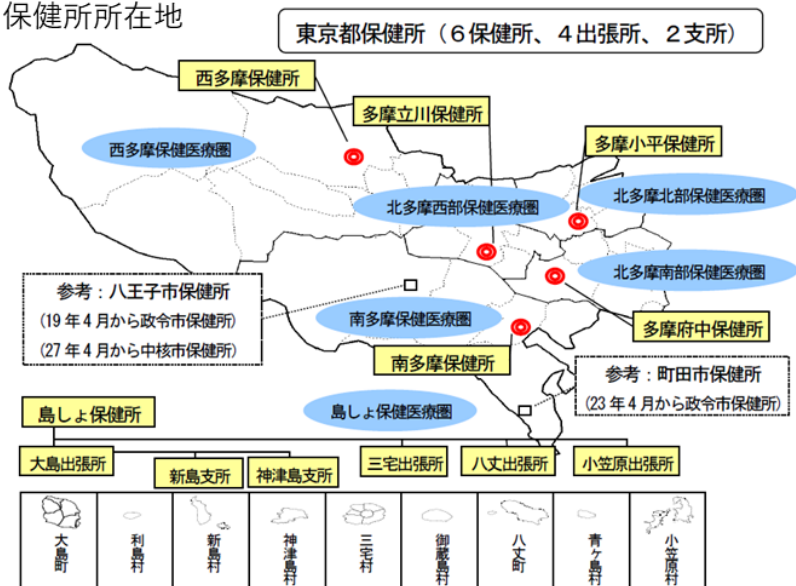 保健所所在地
東京都保健所（６保健所、４出張所、２支所）
西多摩保健所
多摩立川保健所
多摩小平保健所
西多摩保健医療圏
北多摩西部保健医療圏
北多摩北部保健医療圏
北多摩南部保健医療圏
参考：八王子市保健所
(19年4月から政令市保健所)
(27年4月から中核市保健所)
南多摩保健医療圏
多摩府中保健所
南多摩保健所
参考：町田市保健所
(23年4月から政令市保健所)
島しょ保健所
島しょ保健医療圏
大島出張所
新島支所
神津島支所
三宅出張所
八丈出張所
小笠原出張所
大島町
利島村
新島村
神津島村
三宅村
御蔵島村
八丈町
青ヶ島村
小笠原村